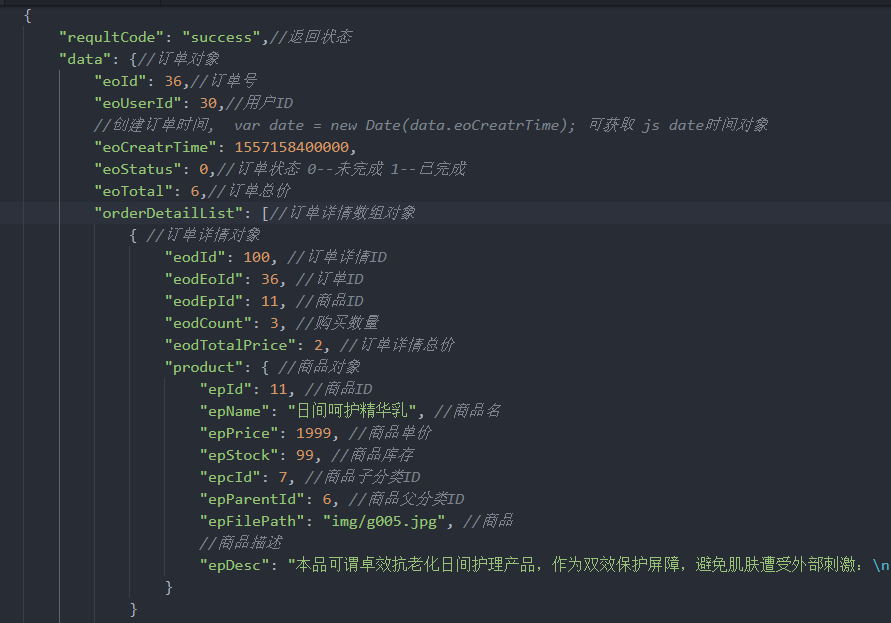 {
"requltCode": "success",//返回状态
"data": {//订单对象
"eoId": 36,//订单号
"eoUserId": 30,//用户ID
//创建订单时间, var date = new Date(data.eoCreatrTime); 可获取 js date时间对象
"eoCreatrTime": 1557158400000,
"eoStatus": 0,//订单状态 0--未完成 1--已完成
"eoTotal": 6,//订单总价
"orderDetailList": [//订单详情数组对象
{ //订单详情对象
"eodId": 100, //订单详情ID
"eodEoId": 36, //订单ID
"eodEpId": 11, //商品ID
"eodCount": 3, //购买数量
"eodTotalPrice": 2, //订单详情总价
"product": { //商品对象
"epId": 11, //商品ID
"epName": "日间呵护精华乳", //商品名
"epPrice": 1999, //商品单价
"epStock": 99, //商品库存
"epcId": 7, //商品子分类ID
"epParentId": 6, //商品父分类ID
"epFilePath": "img/g005.jpg", //商品
//商品描述
"epDesc": "本品可谓卓效抗老化日间护理产品，作为双效保护屏障，避免肌肤遭受外部刺激：\n
}
}